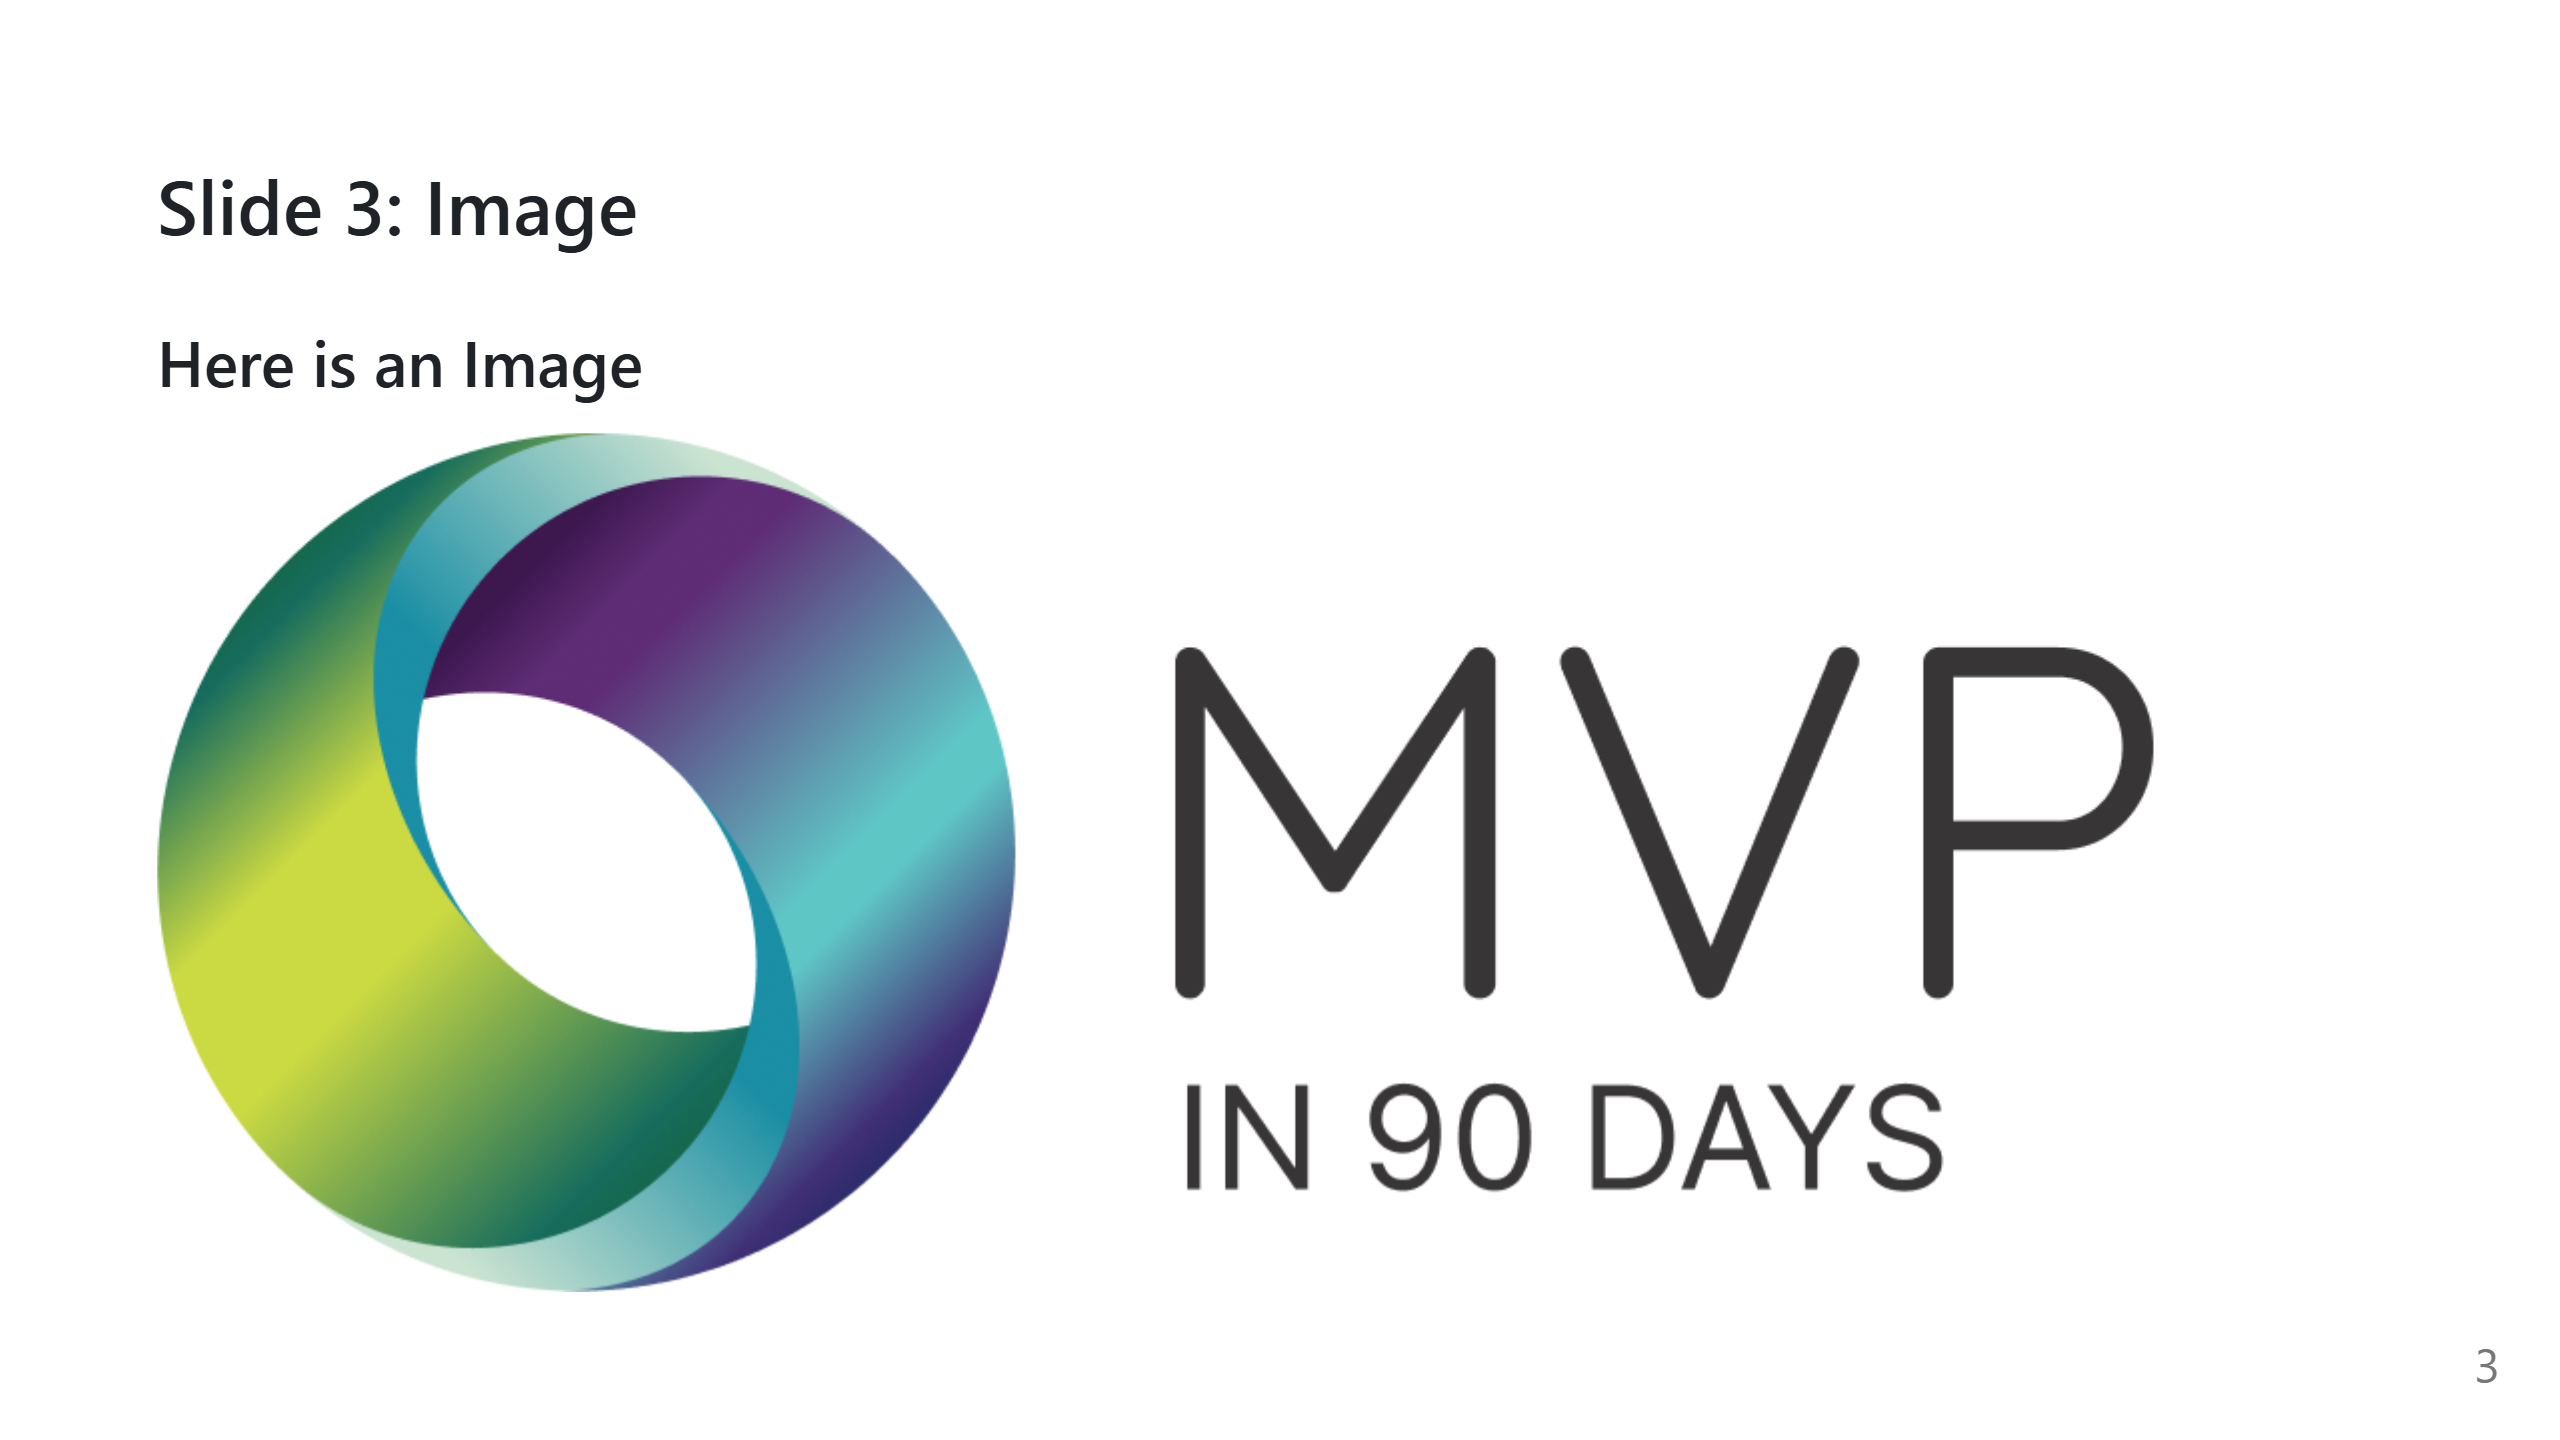 Slide 3: Image
Here is an Image
MVP
IN 90 DAYS
3